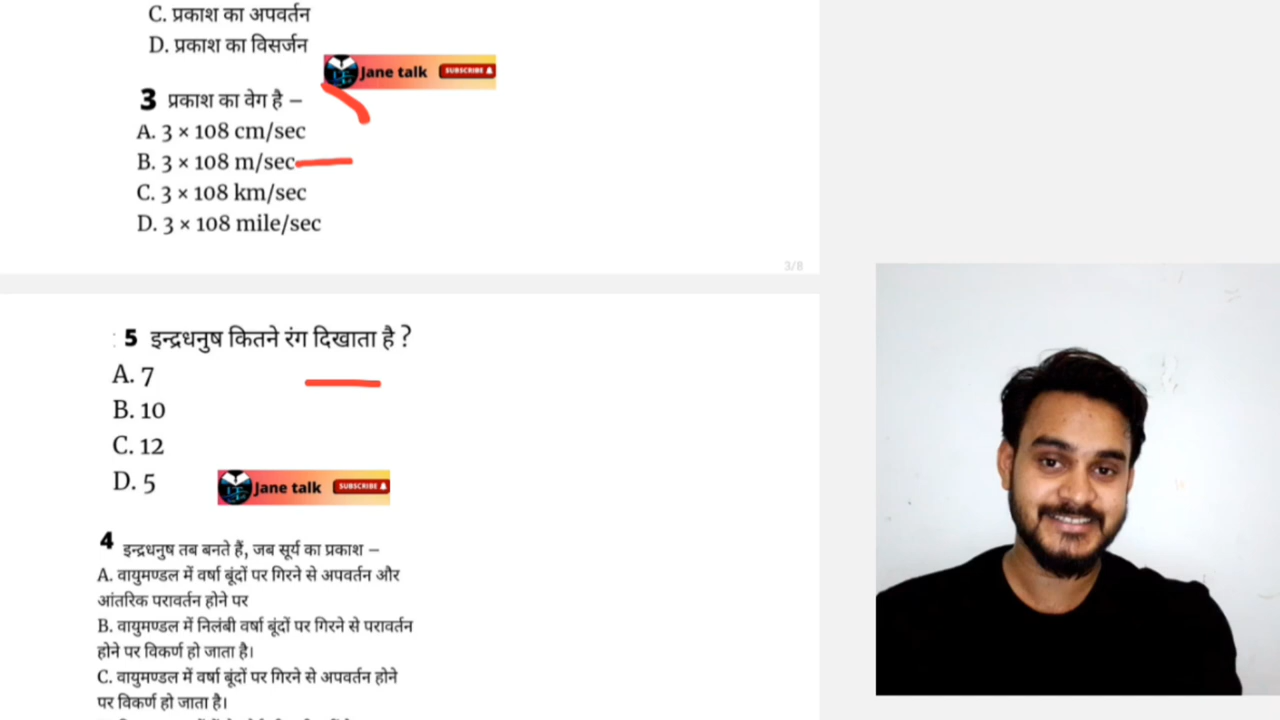 C. प्रकाश का अपवर्तन
D. प्रकाश का विसर्जन
Jane talk SUBSCRIBE
3 प्रकाश का वेग है –
A. 3 × 108 cm/sec
B. 3 × 108 m/sec
C. 3 × 108 km/sec
D. 3 × 108 mile/sec
3/8
: 5 इन्द्रधनुष कितने रंग दिखाता है ?
A. 7
B. 10
C. 12
D. 5
Jane talk SUBSCRIBE
4 इन्द्रधनुष तब बनते हैं, जब सूर्य का प्रकाश –
A. वायुमण्डल में वर्षा बूंदों पर गिरने से अपवर्तन और
आंतरिक परावर्तन होने पर
B. वायुमण्डल में निलंबी वर्षा बूंदों पर गिरने से परावर्तन
होने पर विकर्ण हो जाता है।
C. वायुमण्डल में वर्षा बूंदों पर गिरने से अपवर्तन होने
पर विकर्ण हो जाता है।